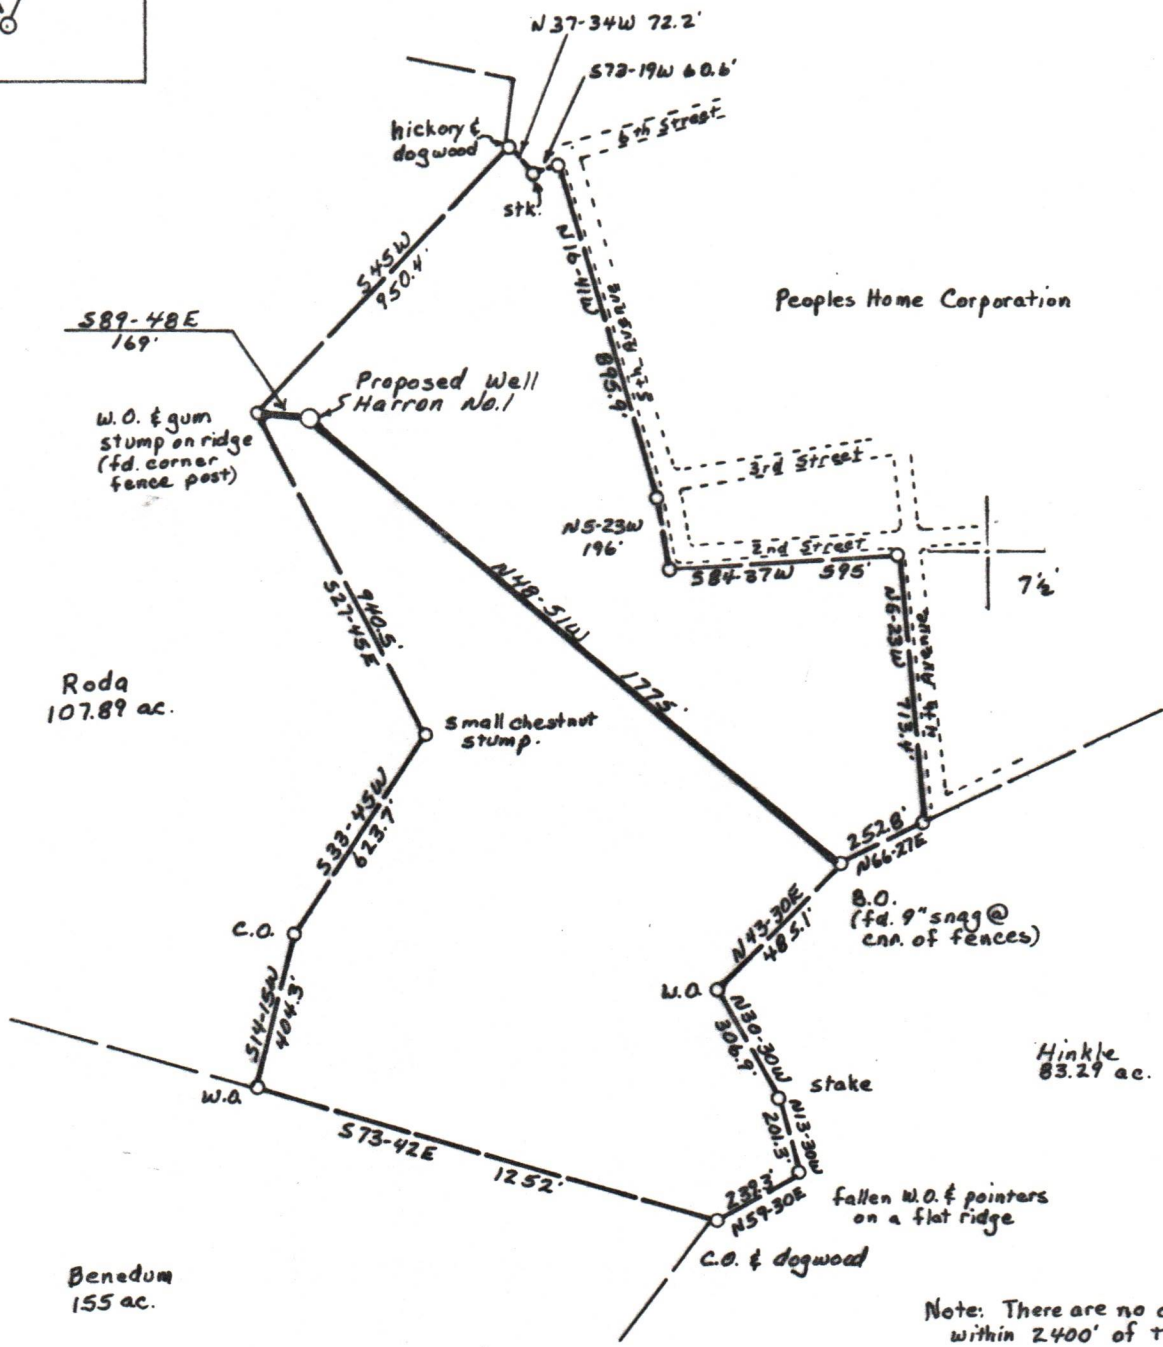 N37-34W 72.2'
S73-19W 60.6'
6th Street
hickory &
dogwood
stk.
S45W
950.4'
N16-41W 895.9'
5th Avenue
Peoples Home Corporation
S89-48E
169'
Proposed Well
Harron No.1
W.O. & gum
stump on ridge
(fd. corner
fence post)
3rd Street
N5-23W
196'
2nd Street
S84-37W 595'
7½'
N6-23W 713.4'
4th Avenue
N48-51W 1775'
940.5'
S27-45E
Roda
107.89 ac.
small chestnut
stump.
S33-45W
623.7'
252.8'
N66-27E
B.O.
(fd. 9" snag @
cnr. of fences)
N43-30E
485.1'
C.O.
W.O.
S14-15W
404.3'
N30-30W
306.9'
Hinkle
83.29 ac.
stake
W.O.
S73-42E 1252'
N13-30W
201.3'
239.3'
N59-30E
fallen W.O. & pointers
on a flat ridge
C.O. & dogwood
Benedum
155 ac.
Note: There are no
within 2400' of